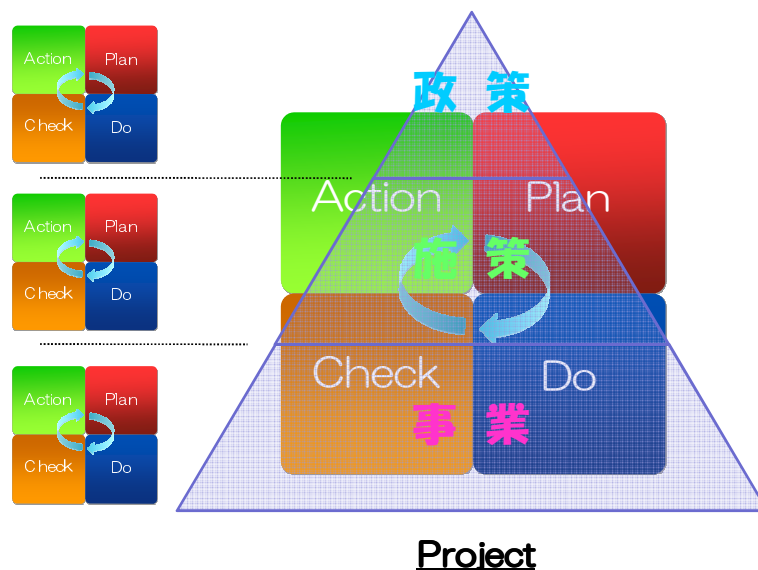 Action Plan
Check Do
Action Plan
Check Do
Action Plan
Check Do
政 策
Action Plan
施 策
Check Do
事 業
Project